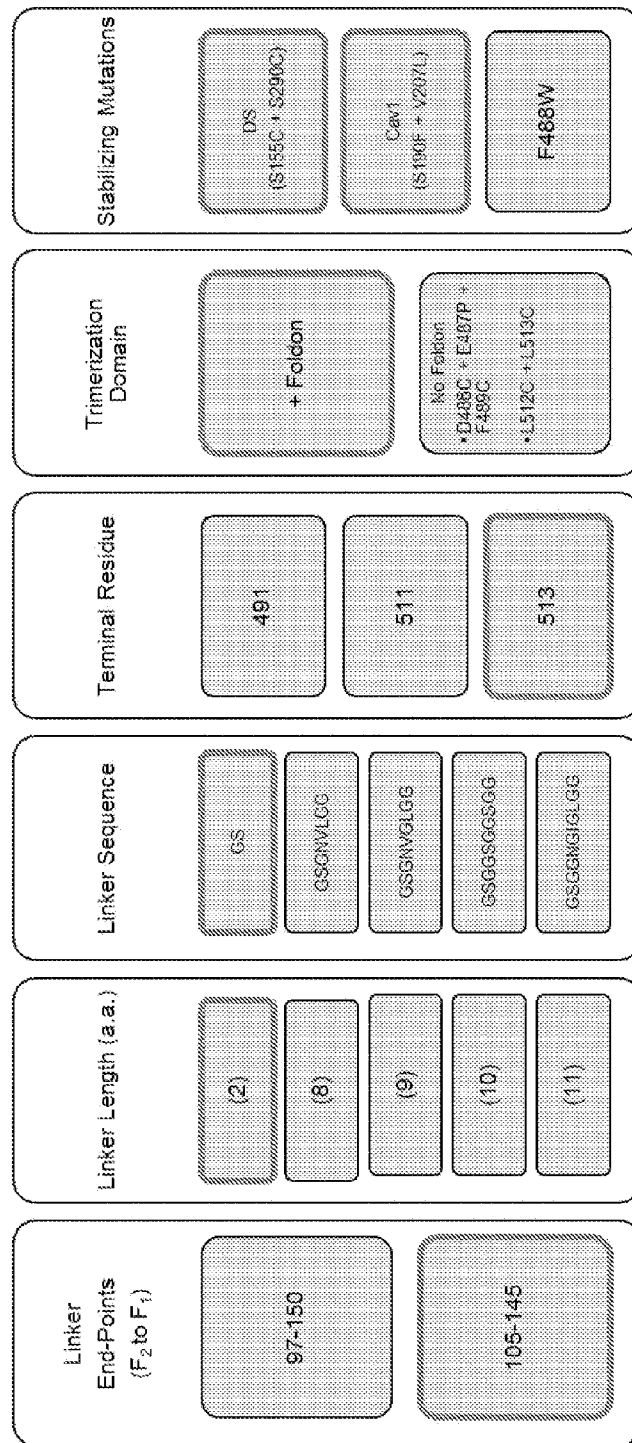 Linker
End-Points
(F2 to F1)
97-150
105-145
Linker Length (a.a.)
(2)
(8)
(9)
(10)
(11)
Linker Sequence
GS
GSGNVLGG
GSGNVGLGG
GSGGSGGSGG
GSGGNGIGLGG
Terminal Residue
491
511
513
Trimerization
Domain
+ Foldon
No Foldon
•D486C + E487P +
F489C
•L512C + L513C
Stabilizing Mutations
DS
(S155C + S290C)
Cav1
(S190F + V207L)
F488W